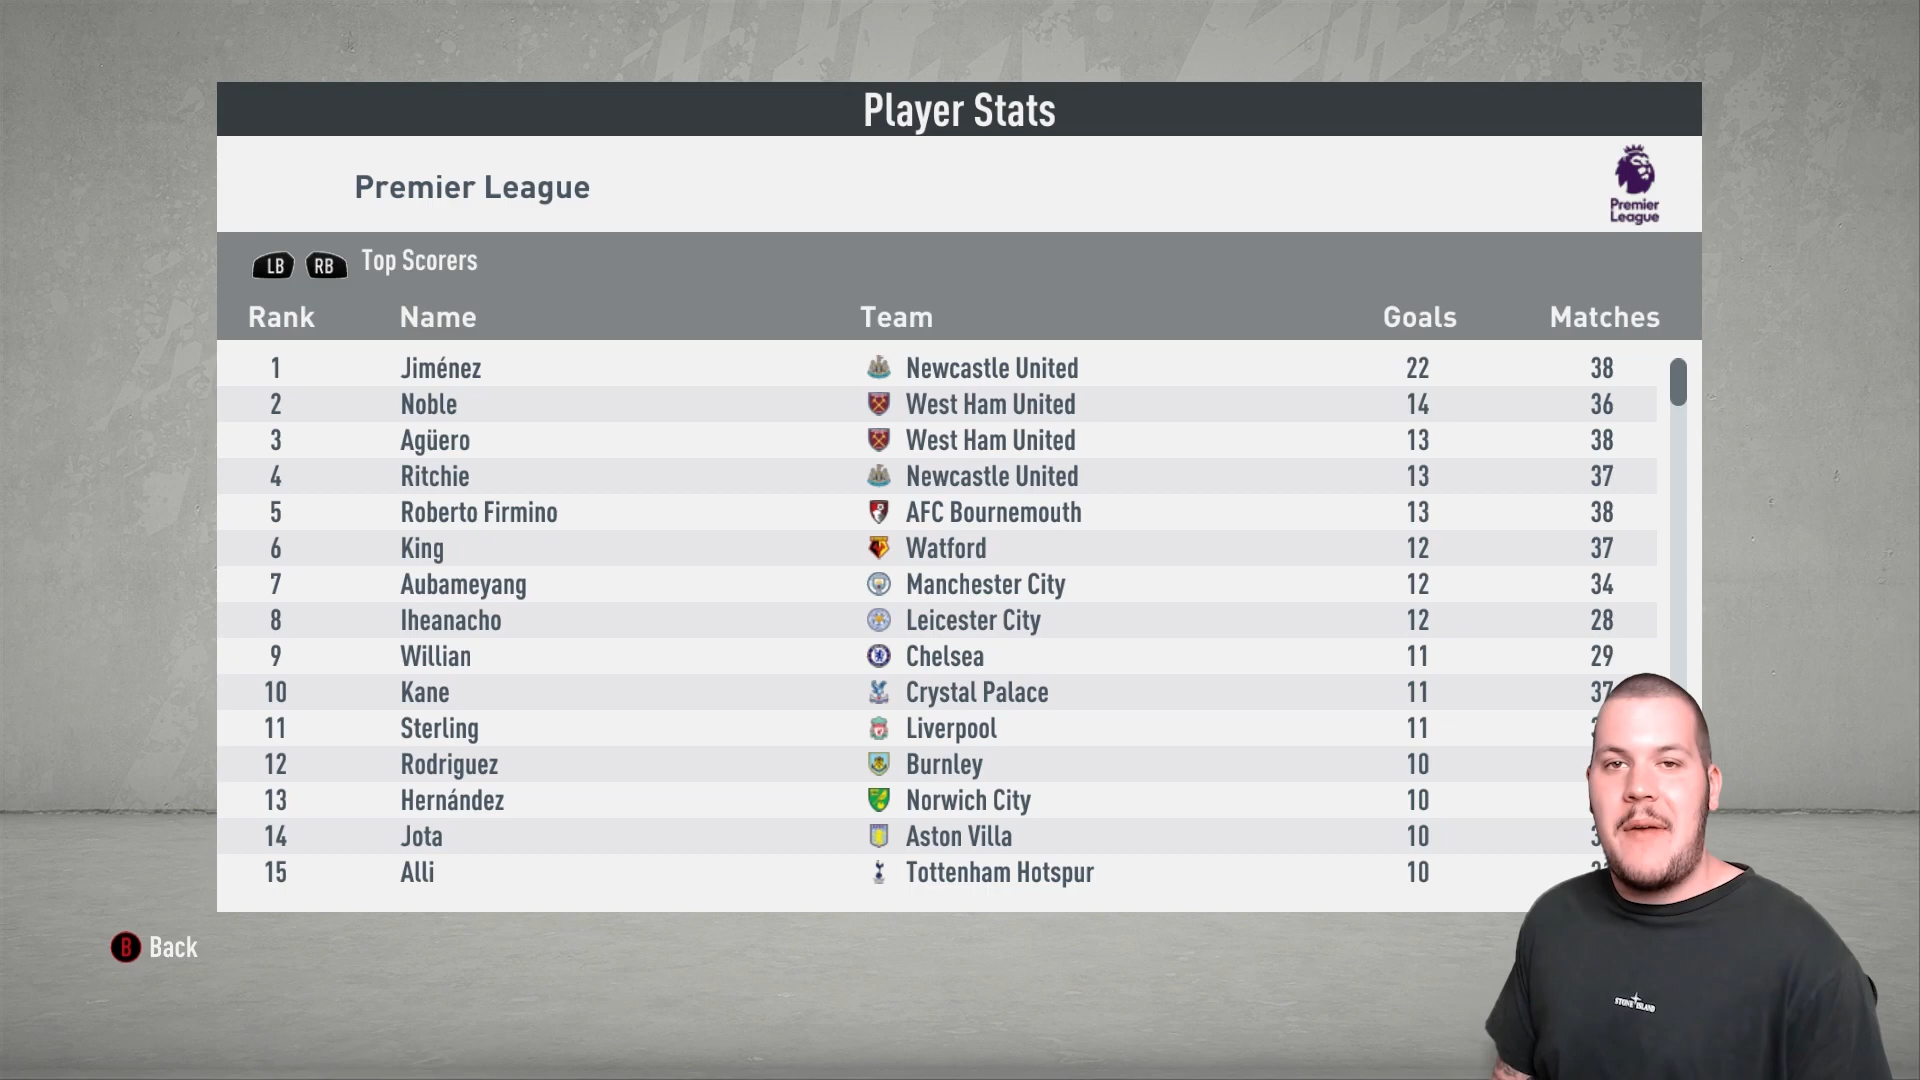 Player Stats
Premier League
Premier League
LB RB Top Scorers
Rank Name Team Goals Matches
1 Jiménez Newcastle United 22 38
2 Noble West Ham United 14 36
3 Agüero West Ham United 13 38
4 Ritchie Newcastle United 13 37
5 Roberto Firmino AFC Bournemouth 13 38
6 King Watford 12 37
7 Aubameyang Manchester City 12 34
8 Iheanacho Leicester City 12 28
9 Willian Chelsea 11 29
10 Kane Crystal Palace 11 37
11 Sterling Liverpool 11
12 Rodriguez Burnley 10
13 Hernández Norwich City 10
14 Jota Aston Villa 10
15 Alli Tottenham Hotspur 10
B Back
STONE ISLAND